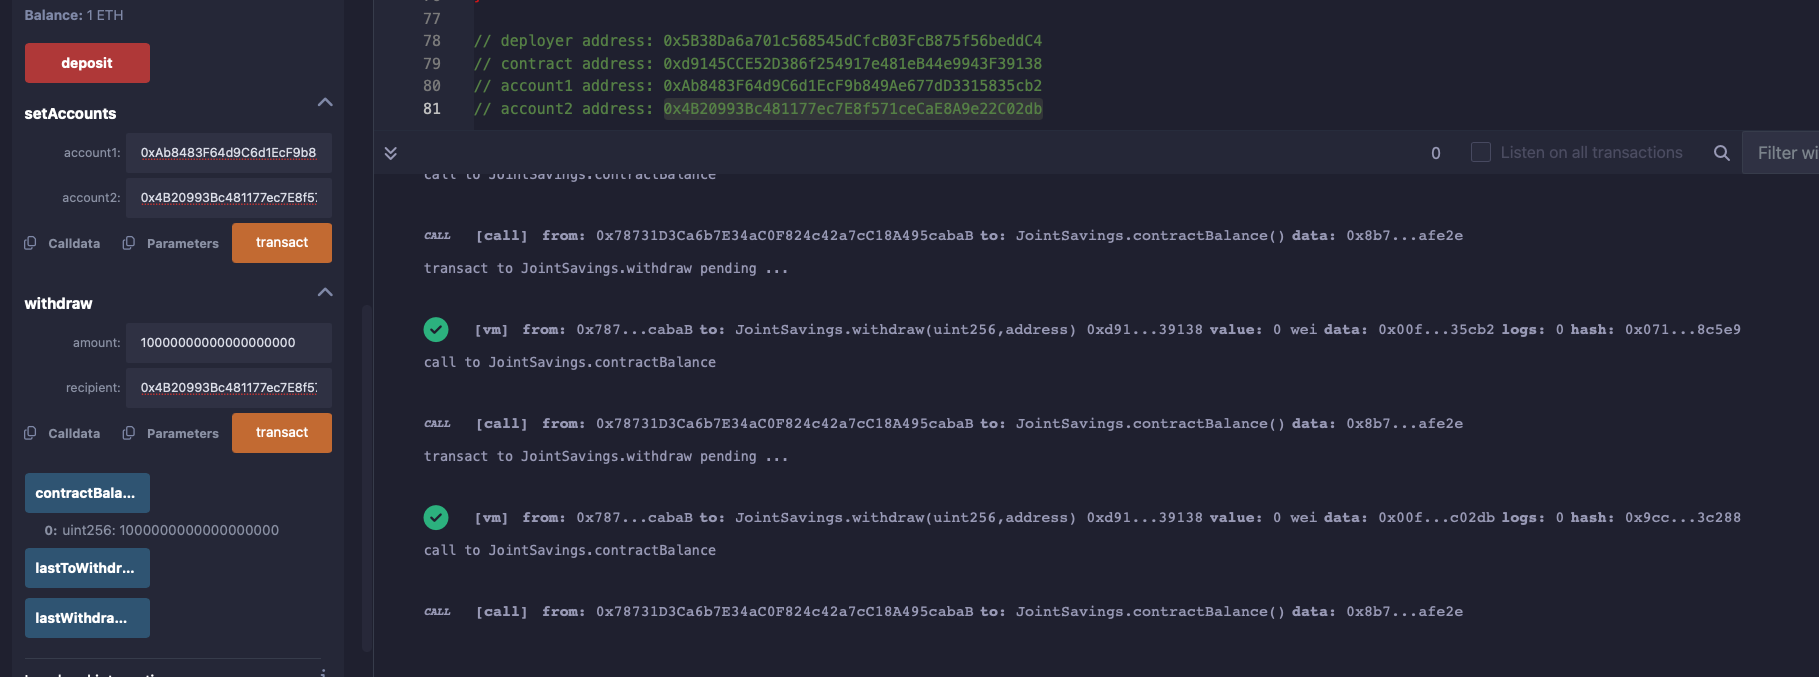 Balance: 1 ETH
deposit
setAccounts
account1: 0xAb8483F64d9C6d1EcF9b8
account2: 0x4B20993Bc481177ec7E8f57
Calldata Parameters transact
withdraw
amount: 10000000000000000000
recipient: 0x4B20993Bc481177ec7E8f57
Calldata Parameters transact
contractBala...
0: uint256: 1000000000000000000
lastToWithdr...
lastWithdra...
77
78 // deployer address: 0x5B38Da6a701c568545dCfcB03FcB875f56beddC4
79 // contract address: 0xd9145CCE52D386f254917e481eB44e9943F39138
80 // account1 address: 0xAb8483F64d9C6d1EcF9b849Ae677dD3315835cb2
81 // account2 address: 0x4B20993Bc481177ec7E8f571ceCaE8A9e22C02db
0 Listen on all transactions Filter wi
call to JointSavings.contractBalance
CALL [call] from: 0x78731D3Ca6b7E34aC0F824c42a7cC18A495cabaB to: JointSavings.contractBalance() data: 0x8b7...afe2e
transact to JointSavings.withdraw pending ...
[vm] from: 0x787...cabaB to: JointSavings.withdraw(uint256,address) 0xd91...39138 value: 0 wei data: 0x00f...35cb2 logs: 0 hash: 0x071...8c5e9
call to JointSavings.contractBalance
CALL [call] from: 0x78731D3Ca6b7E34aC0F824c42a7cC18A495cabaB to: JointSavings.contractBalance() data: 0x8b7...afe2e
transact to JointSavings.withdraw pending ...
[vm] from: 0x787...cabaB to: JointSavings.withdraw(uint256,address) 0xd91...39138 value: 0 wei data: 0x00f...c02db logs: 0 hash: 0x9cc...3c288
call to JointSavings.contractBalance
CALL [call] from: 0x78731D3Ca6b7E34aC0F824c42a7cC18A495cabaB to: JointSavings.contractBalance() data: 0x8b7...afe2e